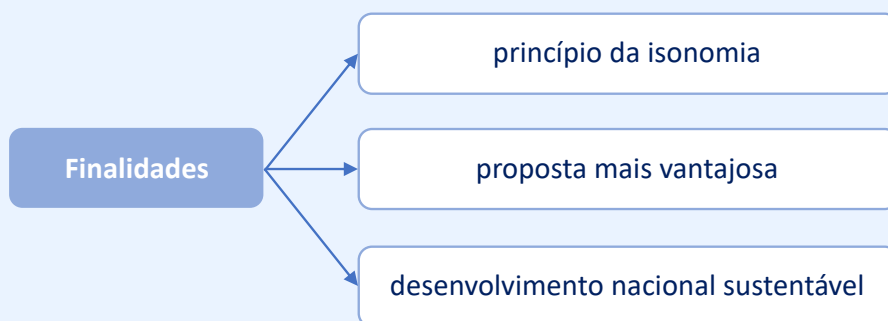 Finalidades
princípio da isonomia
proposta mais vantajosa
desenvolvimento nacional sustentável